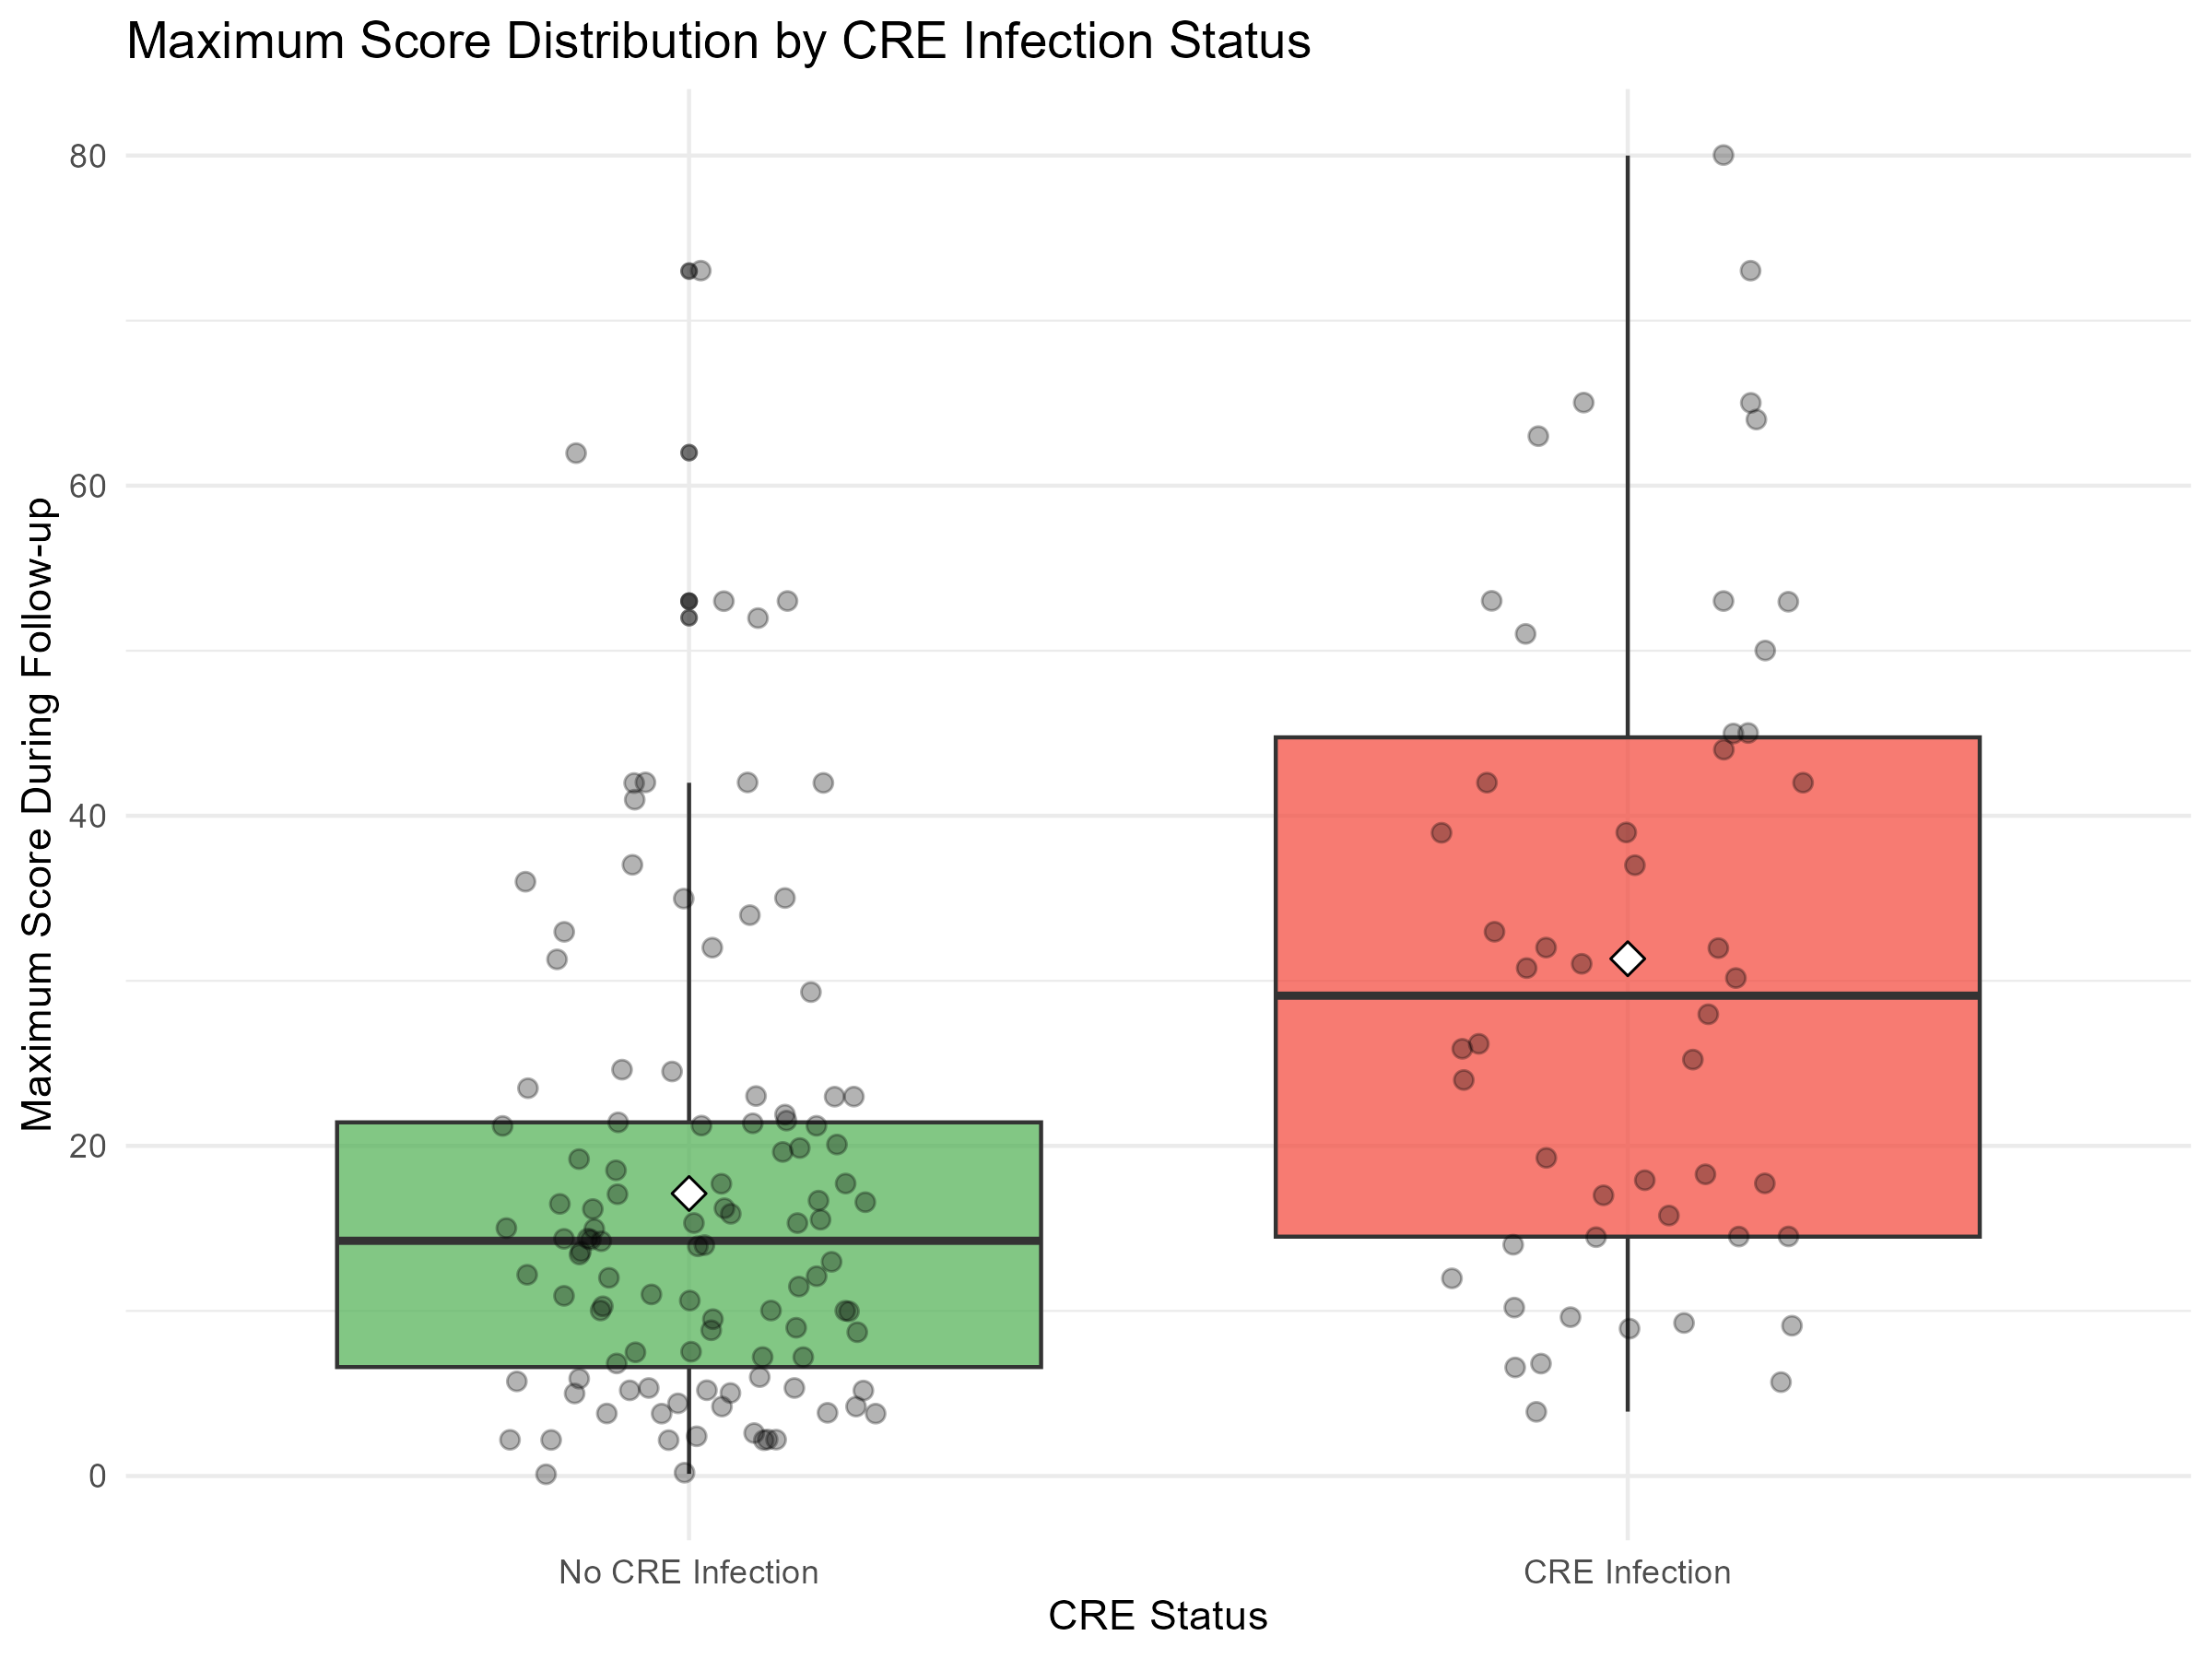 Maximum Score Distribution by CRE Infection Status
Maximum Score During Follow-up
80
60
40
20
0
No CRE Infection
CRE Infection
CRE Status